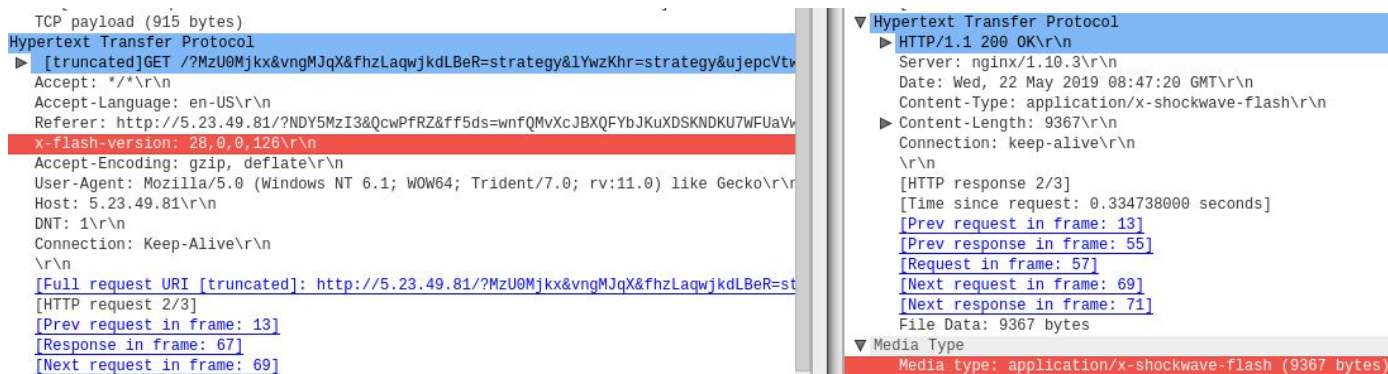 TCP payload (915 bytes)
Hypertext Transfer Protocol
[truncated]GET /?MzU0Mjkx&vngMJqX&fhzLaqwjkdLBeR=strategy&lYwzKhr=strategy&ujepcVtw
Accept: */*\r\n
Accept-Language: en-US\r\n
Referer: http://5.23.49.81/?NDY5MzI3&QcwPfRZ&ff5ds=wnfQMvXcJBXQFYbJKuXDSKNDKU7WFUaVw
x-flash-version: 28,0,0,126\r\n
Accept-Encoding: gzip, deflate\r\n
User-Agent: Mozilla/5.0 (Windows NT 6.1; WOW64; Trident/7.0; rv:11.0) like Gecko\r\n
Host: 5.23.49.81\r\n
DNT: 1\r\n
Connection: Keep-Alive\r\n
\r\n
[Full request URI [truncated]: http://5.23.49.81/?MzU0Mjkx&vngMJqX&fhzLaqwjkdLBeR=st
[HTTP request 2/3]
[Prev request in frame: 13]
[Response in frame: 67]
[Next request in frame: 69]
Hypertext Transfer Protocol
HTTP/1.1 200 OK\r\n
Server: nginx/1.10.3\r\n
Date: Wed, 22 May 2019 08:47:20 GMT\r\n
Content-Type: application/x-shockwave-flash\r\n
Content-Length: 9367\r\n
Connection: keep-alive\r\n
\r\n
[HTTP response 2/3]
[Time since request: 0.334738000 seconds]
[Prev request in frame: 13]
[Prev response in frame: 55]
[Request in frame: 57]
[Next request in frame: 69]
[Next response in frame: 71]
File Data: 9367 bytes
Media Type
Media type: application/x-shockwave-flash (9367 bytes)